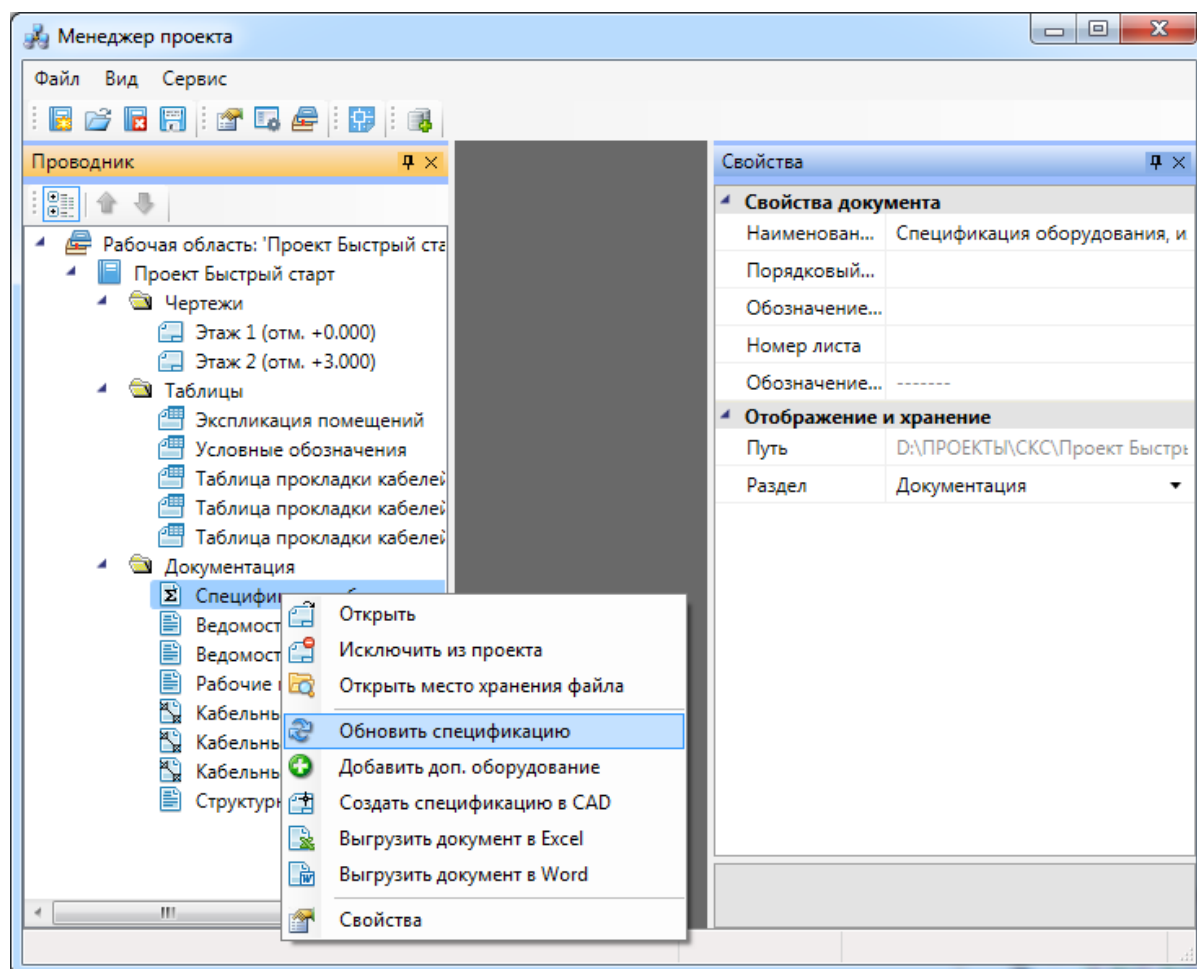 Менеджер проекта
Файл Вид Сервис
Проводник
Рабочая область: 'Проект Быстрый ста
Проект Быстрый старт
Чертежи
Этаж 1 (отм. +0.000)
Этаж 2 (отм. +3.000)
Таблицы
Экспликация помещений
Условные обозначения
Таблица прокладки кабелей
Таблица прокладки кабелей
Таблица прокладки кабелей
Документация
Ведомост
Ведомост
Рабочие
Кабельны
Кабельны
Кабельны
Структурн
Открыть
Исключить из проекта
Открыть место хранения файла
Обновить спецификацию
Добавить доп. оборудование
Создать спецификацию в CAD
Выгрузить документ в Excel
Выгрузить документ в Word
Свойства
Свойства
Свойства документа
Наименован... Спецификация оборудования, и
Порядковый...
Обозначение...
Номер листа
Обозначение... -------
Отображение и хранение
Путь D:\ПРОЕКТЫ\СКС\Проект Быстры
Раздел Документация